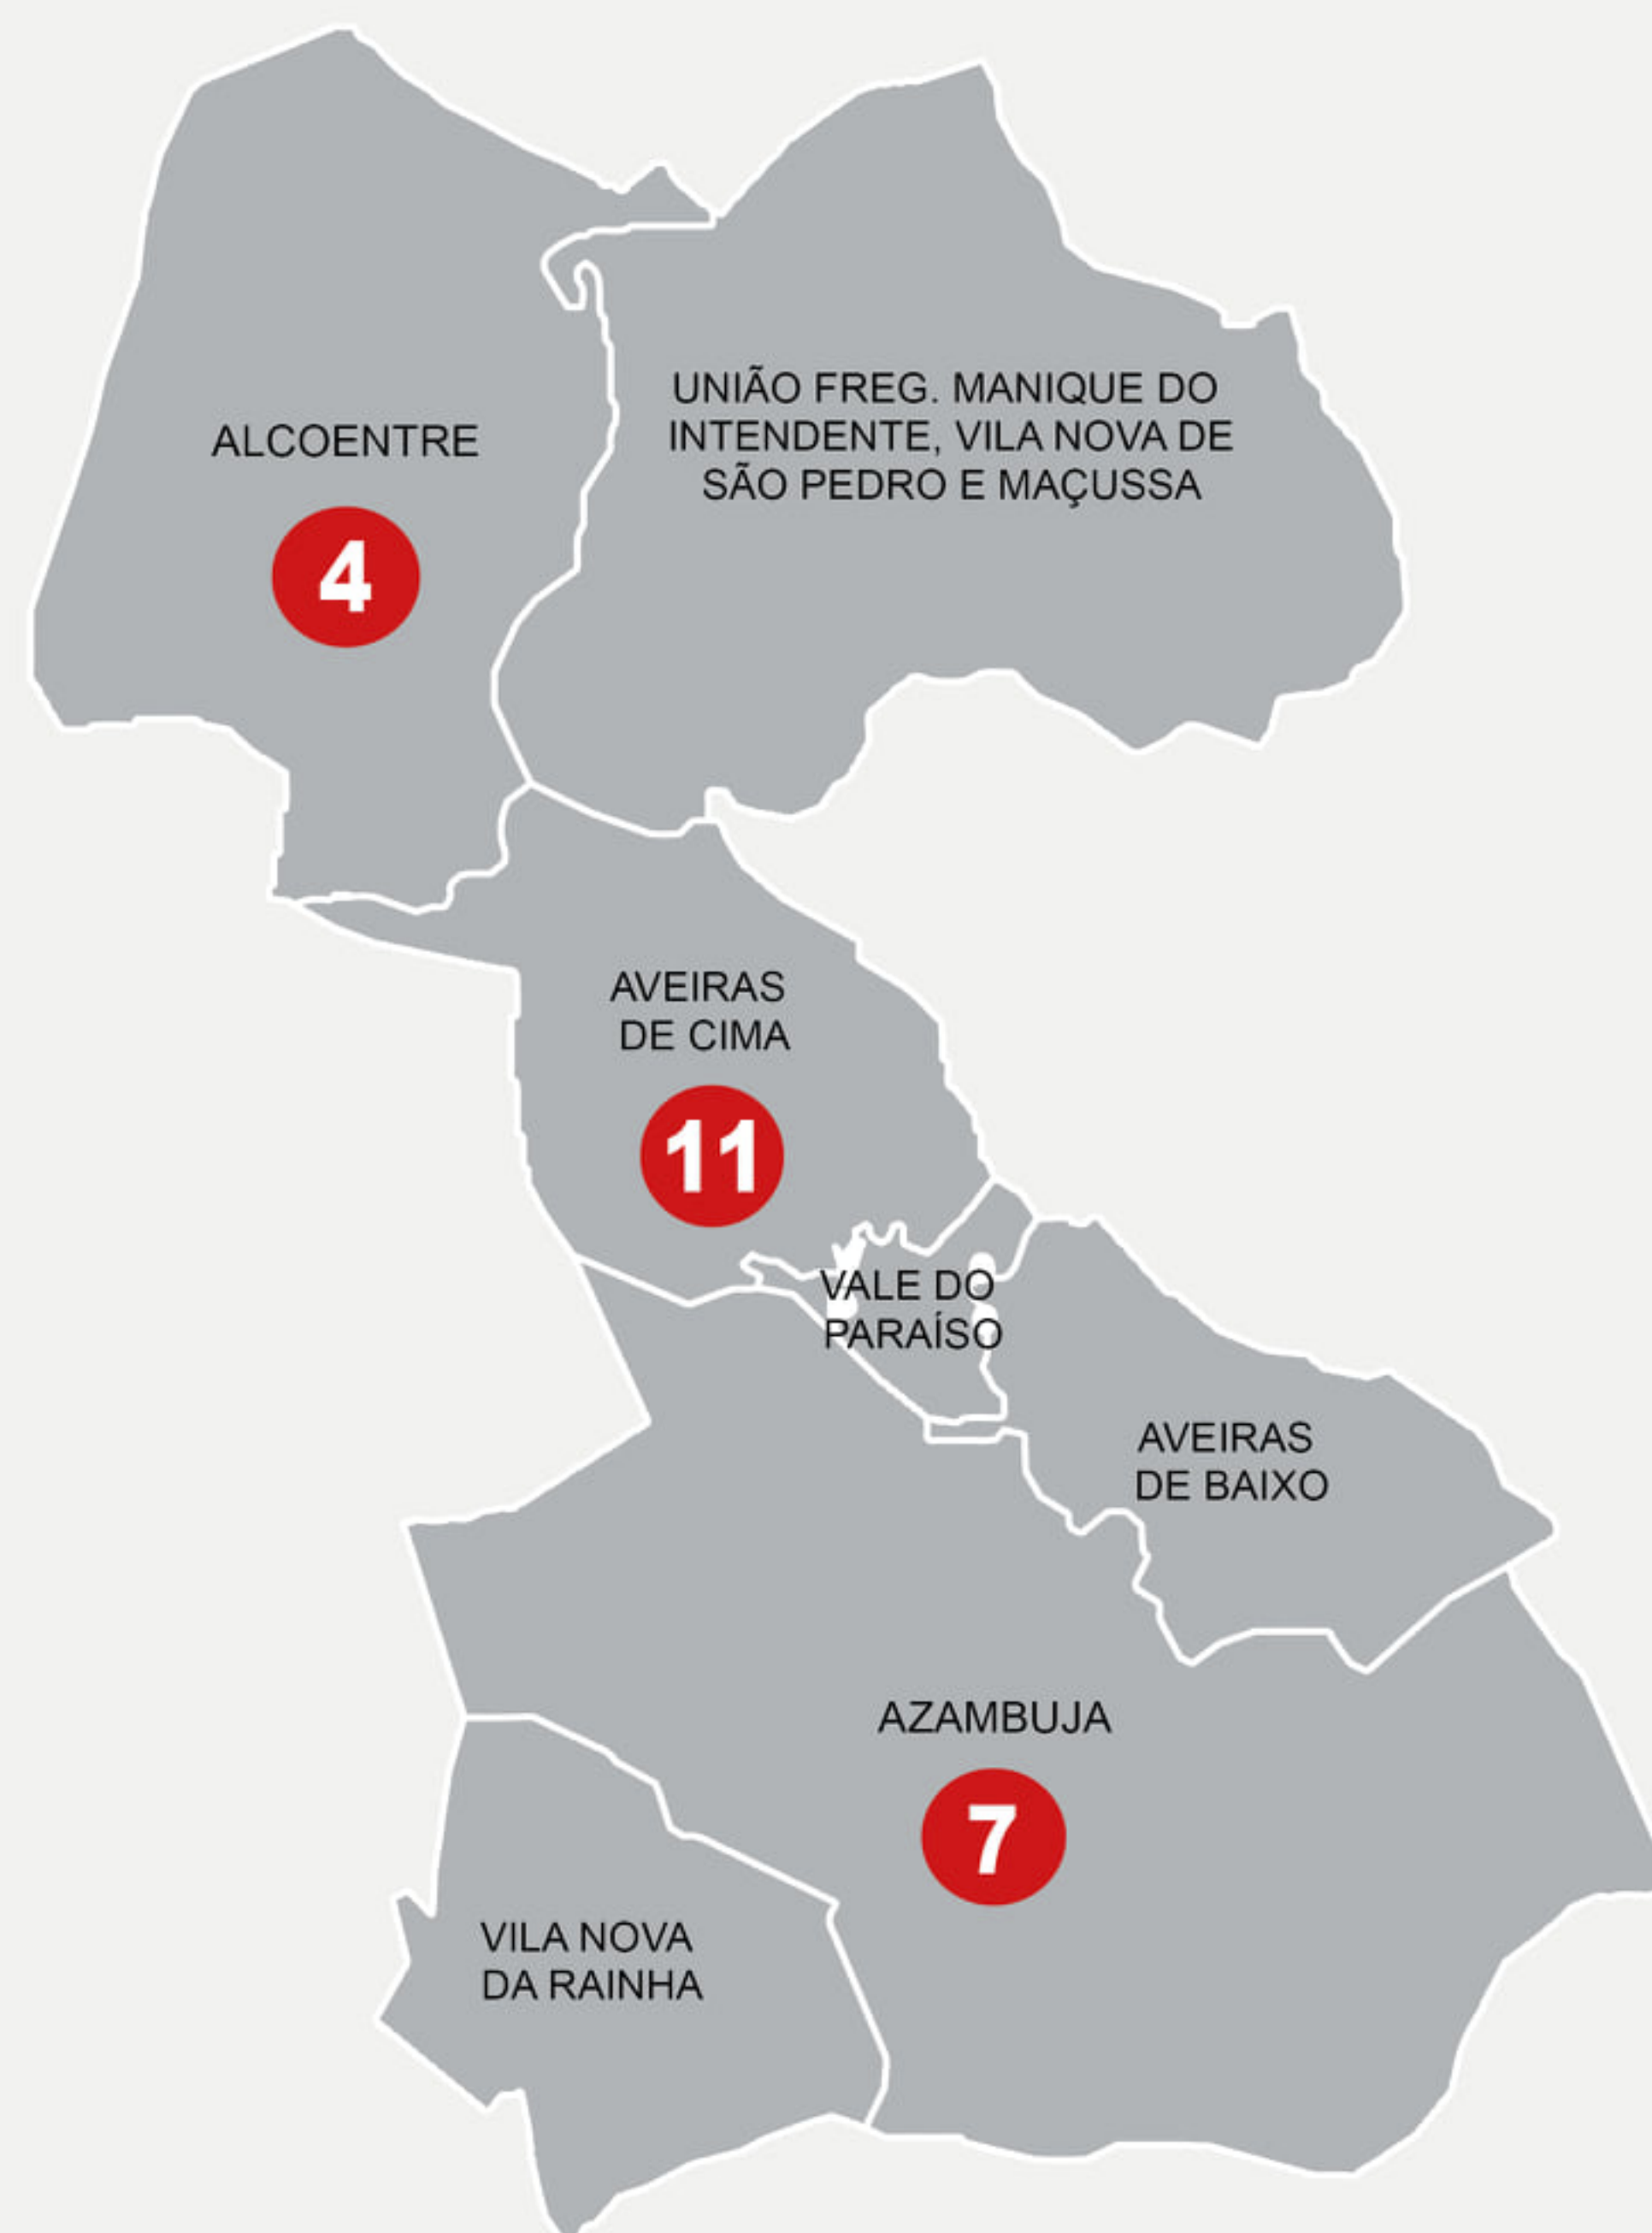 UNIÃO FREG. MANIQUE DO
INTENDENTE, VILA NOVA DE
SÃO PEDRO E MAÇUSSA
ALCOENTRE
4
AVEIRAS
DE CIMA
11
VALE DO
PARAÍSO
AVEIRAS
DE BAIXO
AZAMBUJA
7
VILA NOVA
DA RAINHA